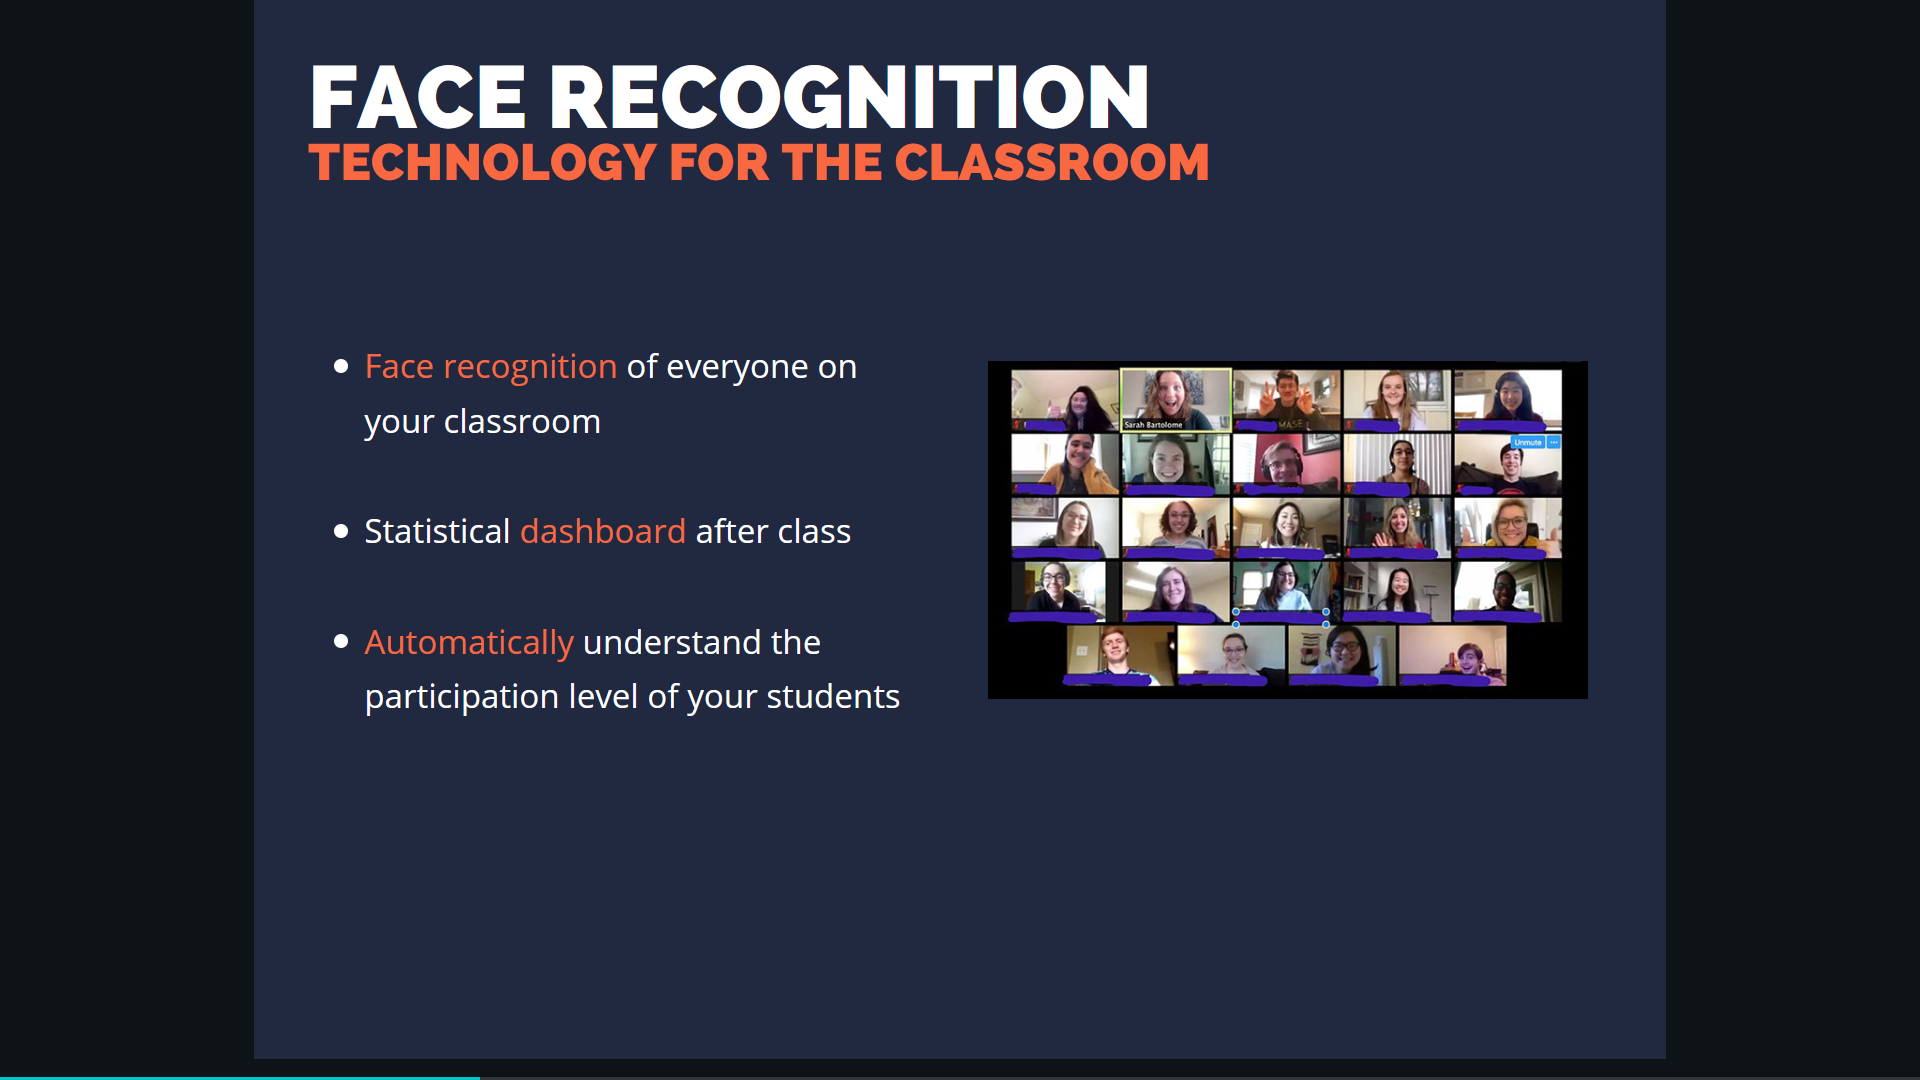 FACE RECOGNITION
TECHNOLOGY FOR THE CLASSROOM
Face recognition of everyone on
your classroom
Statistical dashboard after class
Automatically understand the
participation level of your students
Sarah Bartolome
MASE
Unmute